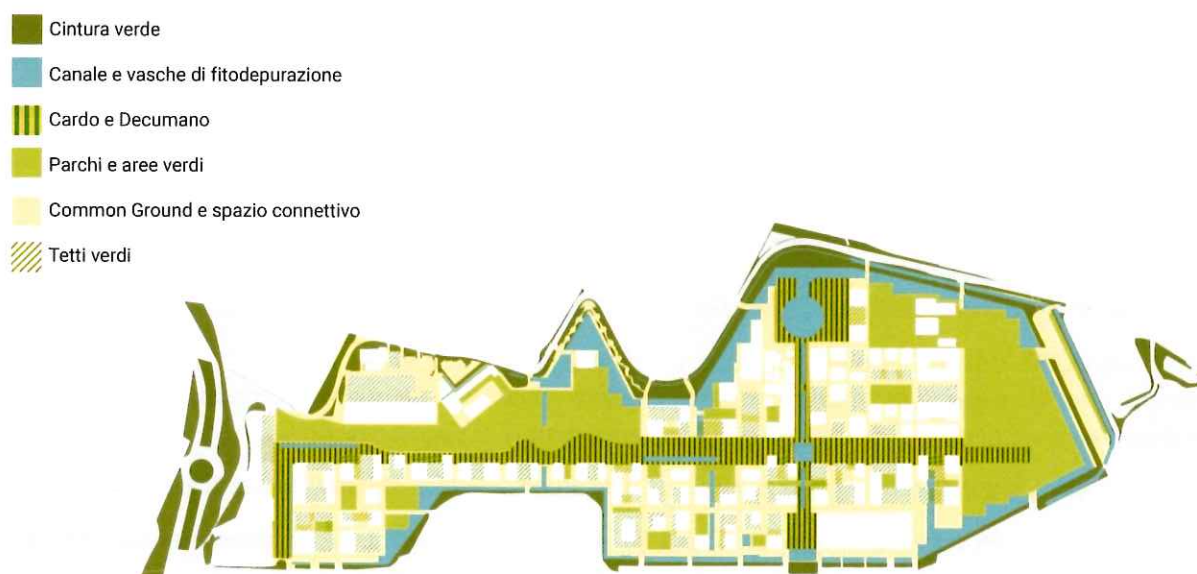 Cintura verde
Canale e vasche di fitodepurazione
Cardo e Decumano
Parchi e aree verdi
Common Ground e spazio connettivo
Tetti verdi